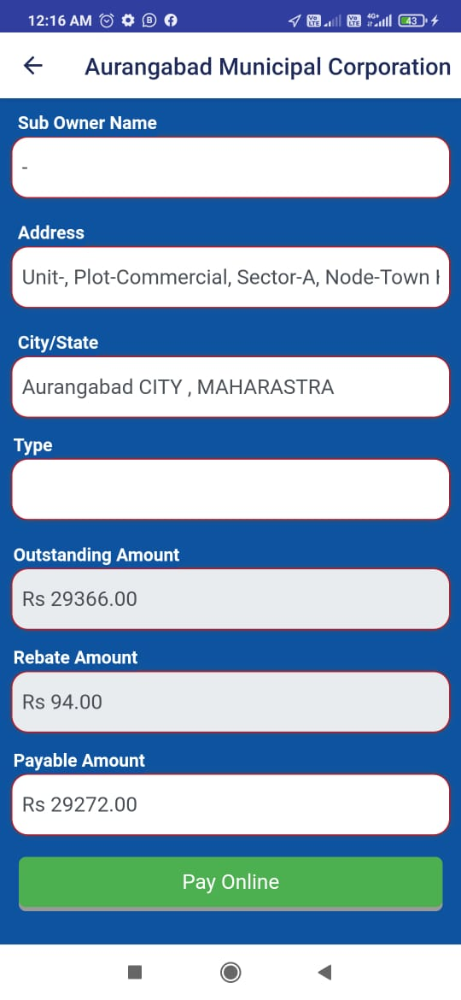 12:16 AM
4G+
43
Aurangabad Municipal Corporation
Sub Owner Name
-
Address
Unit-, Plot-Commercial, Sector-A, Node-Town
City/State
Aurangabad CITY , MAHARASTRA
Type
Outstanding Amount
Rs 29366.00
Rebate Amount
Rs 94.00
Payable Amount
Rs 29272.00
Pay Online